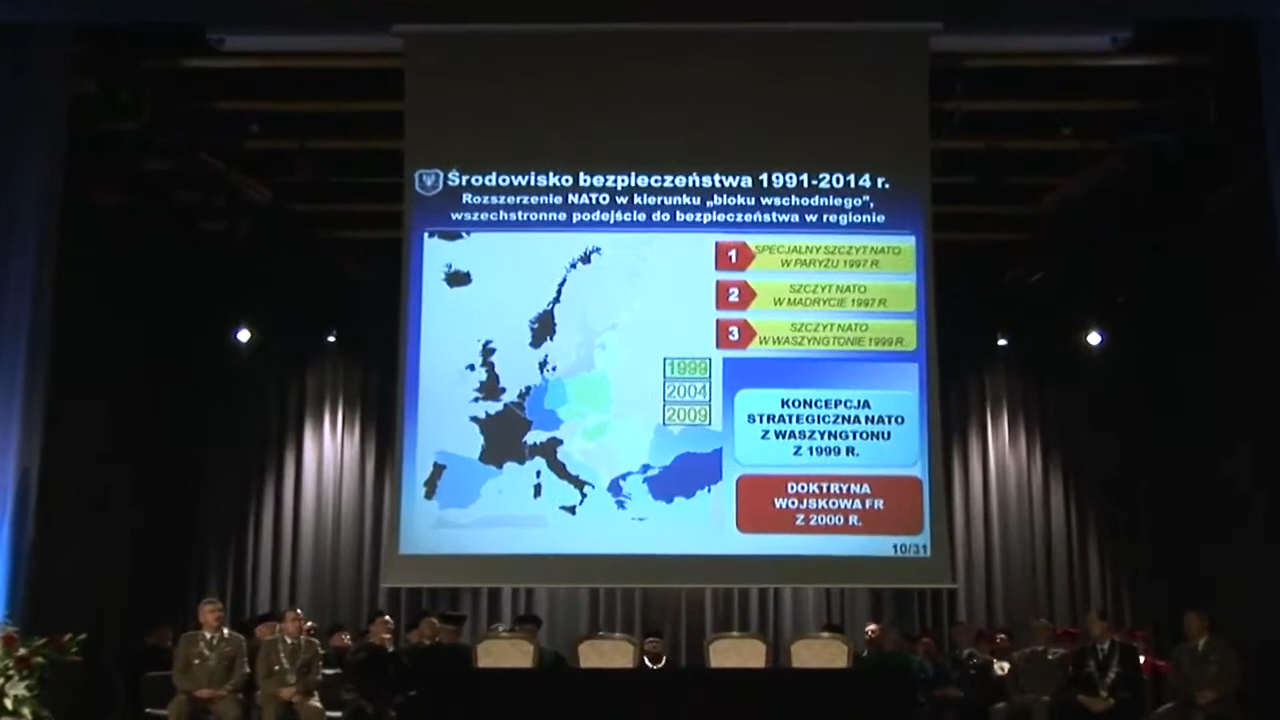 Środowisko bezpieczeństwa 1991-2014 r.
Rozszerzenie NATO w kierunku „bloku wschodniego”,
wszechstronne podejście do bezpieczeństwa w regionie
1
SPECJALNY SZCZYT NATO
W PARYŻU 1997 R.
2
SZCZYT NATO
W MADRYCIE 1997 R.
3
SZCZYT NATO
W WASZYNGTONIE 1999 R.
1999
2004
2009
KONCEPCJA
STRATEGICZNA NATO
Z WASZYNGTONU
Z 1999 R.
DOKTRYNA
WOJSKOWA FR
Z 2000 R.
10/31